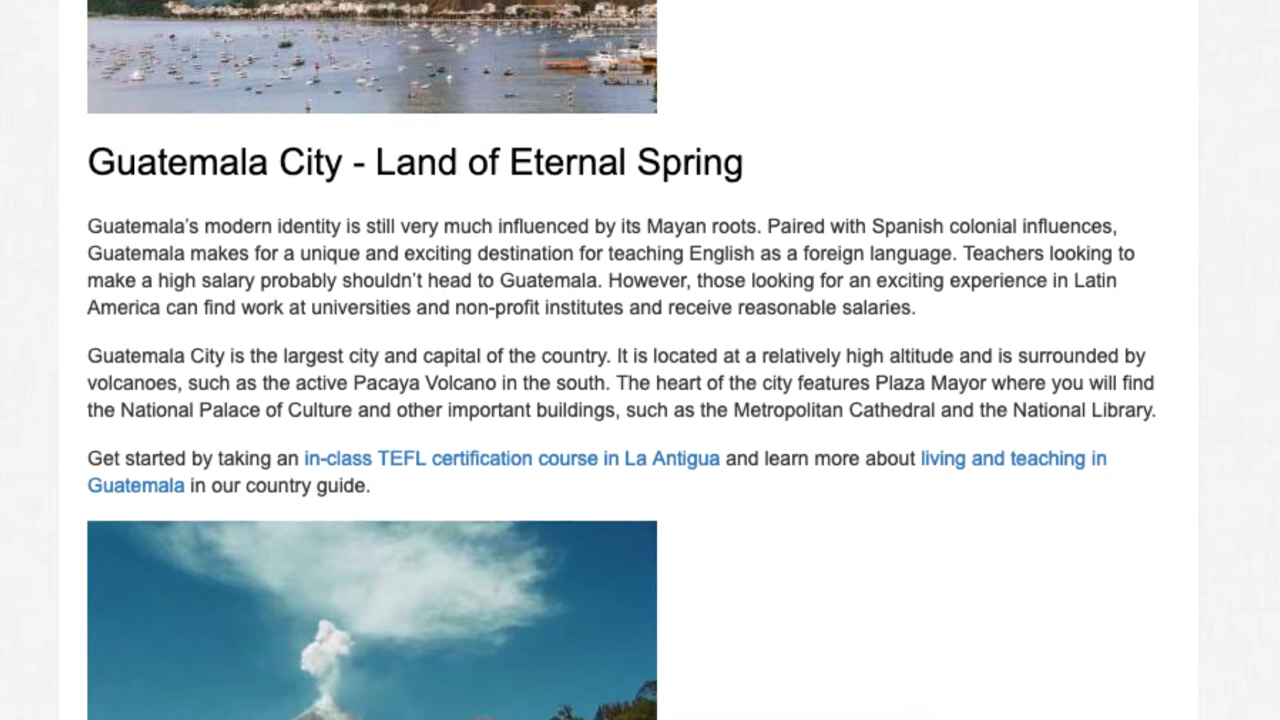 Guatemala City - Land of Eternal Spring
Guatemala’s modern identity is still very much influenced by its Mayan roots. Paired with Spanish colonial influences,
Guatemala makes for a unique and exciting destination for teaching English as a foreign language. Teachers looking to
make a high salary probably shouldn’t head to Guatemala. However, those looking for an exciting experience in Latin
America can find work at universities and non-profit institutes and receive reasonable salaries.
Guatemala City is the largest city and capital of the country. It is located at a relatively high altitude and is surrounded by
volcanoes, such as the active Pacaya Volcano in the south. The heart of the city features Plaza Mayor where you will find
the National Palace of Culture and other important buildings, such as the Metropolitan Cathedral and the National Library.
Get started by taking an in-class TEFL certification course in La Antigua and learn more about living and teaching in
Guatemala in our country guide.